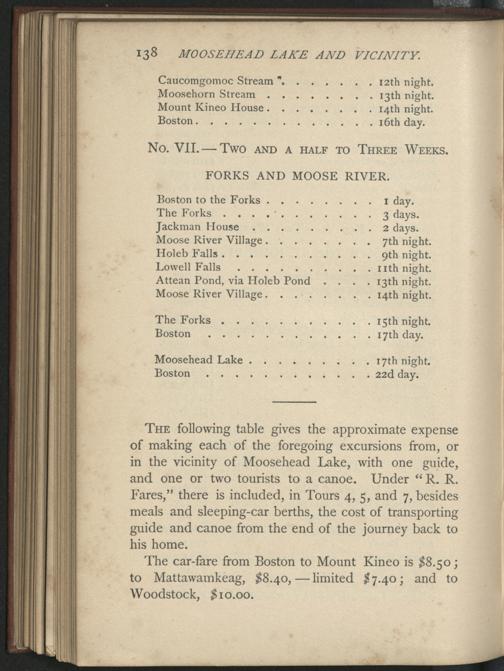 138 MOOSEHEAD LAKE AND VICINITY.
Caucomgomoc Stream . . . . . . . 12th night.
Moosehorn Stream . . . . . . . . 13th night.
Mount Kineo House . . . . . . . . 14th night.
Boston . . . . . . . . . . . . . 16th day.
No. VII. — TWO AND A HALF TO THREE WEEKS.
FORKS AND MOOSE RIVER.
Boston to the Forks . . . . . . . . 1 day.
The Forks . . . . . . . . . . . 3 days.
Jackman House . . . . . . . . . 2 days.
Moose River Village . . . . . . . . 7th night.
Holeb Falls . . . . . . . . . . . 9th night.
Lowell Falls . . . . . . . . . . 11th night.
Attean Pond, via Holeb Pond . . . . 13th night.
Moose River Village . . . . . . . . 14th night.
The Forks . . . . . . . . . . . 15th night.
Boston . . . . . . . . . . . . 17th day.
Moosehead Lake . . . . . . . . . 17th night.
Boston . . . . . . . . . . . . 22d day.
THE following table gives the approximate expense
of making each of the foregoing excursions from, or
in the vicinity of Moosehead Lake, with one guide,
and one or two tourists to a canoe. Under "R. R.
Fares," there is included, in Tours 4, 5, and 7, besides
meals and sleeping-car berths, the cost of transporting
guide and canoe from the end of the journey back to
his home.
The car-fare from Boston to Mount Kineo is $8.50;
to Mattawamkeag, $8.40, — limited $7.40; and to
Woodstock, $10.00.